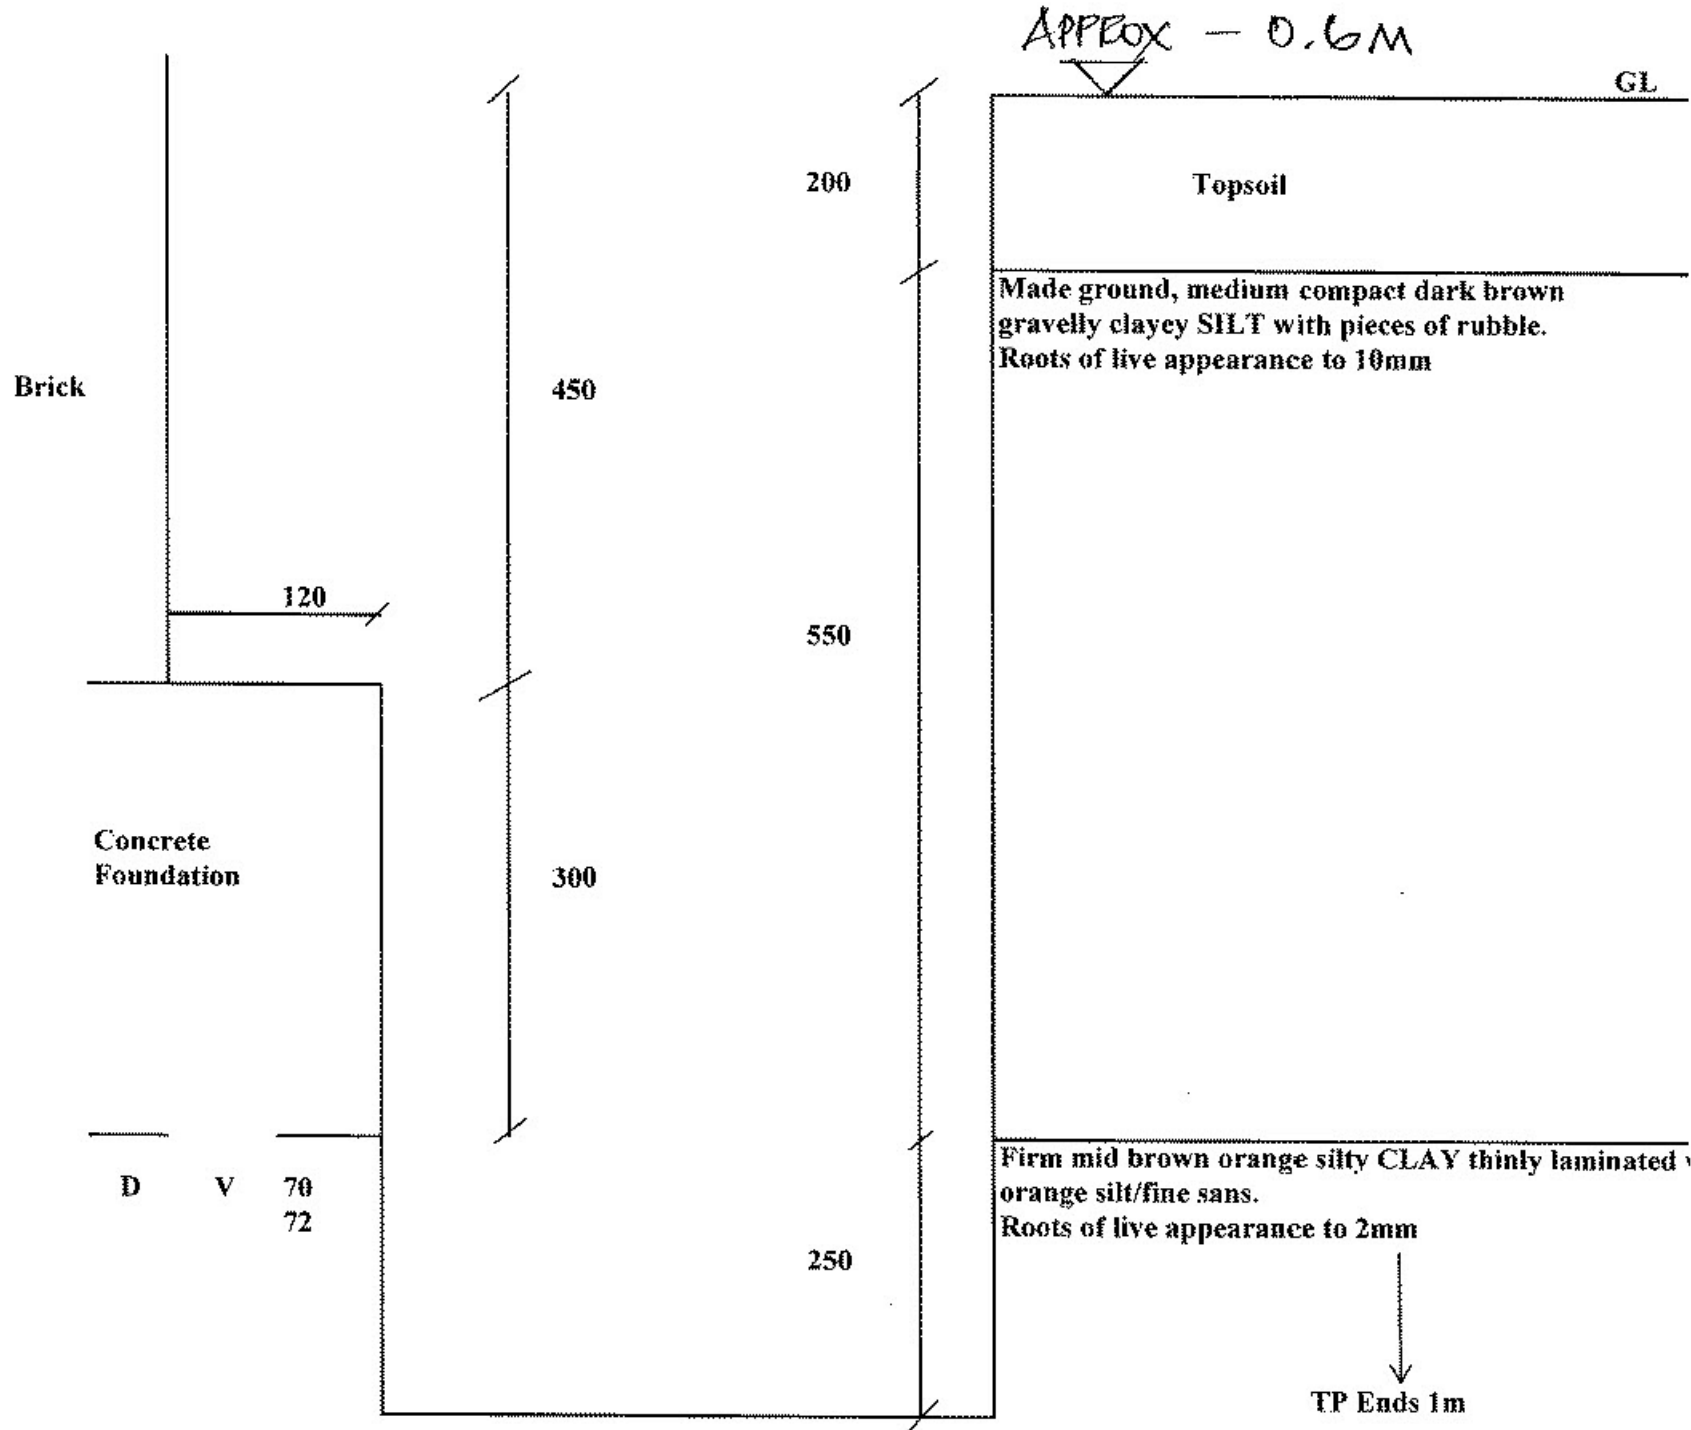 APPROX - 0.6M
GL
200
Topsoil
Made ground, medium compact dark brown
gravelly clayey SILT with pieces of rubble.
Roots of live appearance to 10mm
Brick
450
120
550
Concrete
Foundation
300
Firm mid brown orange silty CLAY thinly laminated
orange silt/fine sans.
Roots of live appearance to 2mm
D V 70
72
250
TP Ends 1m